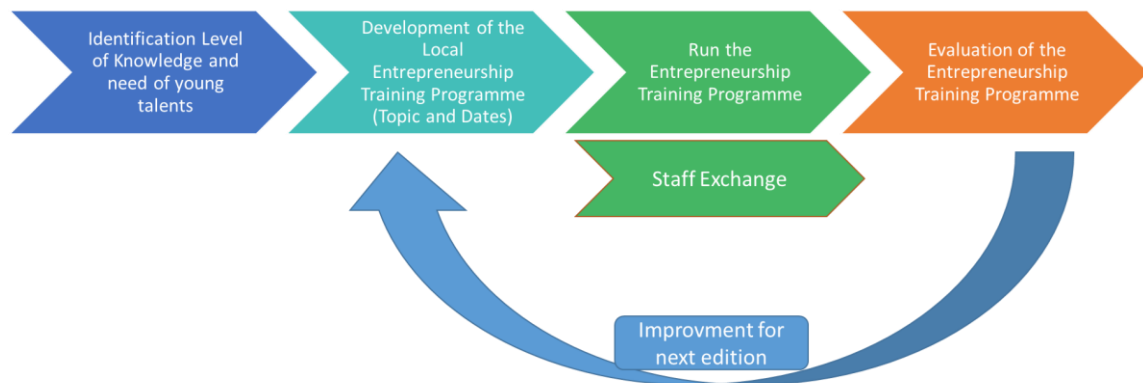 Identification Level
of Knowledge and
need of young
talents
Development of the
Local
Entrepreneurship
Training Programme
(Topic and Dates)
Run the
Entrepreneurship
Training Programme
Evaluation of the
Entrepreneurship
Training Programme
Staff Exchange
Improvment for
next edition